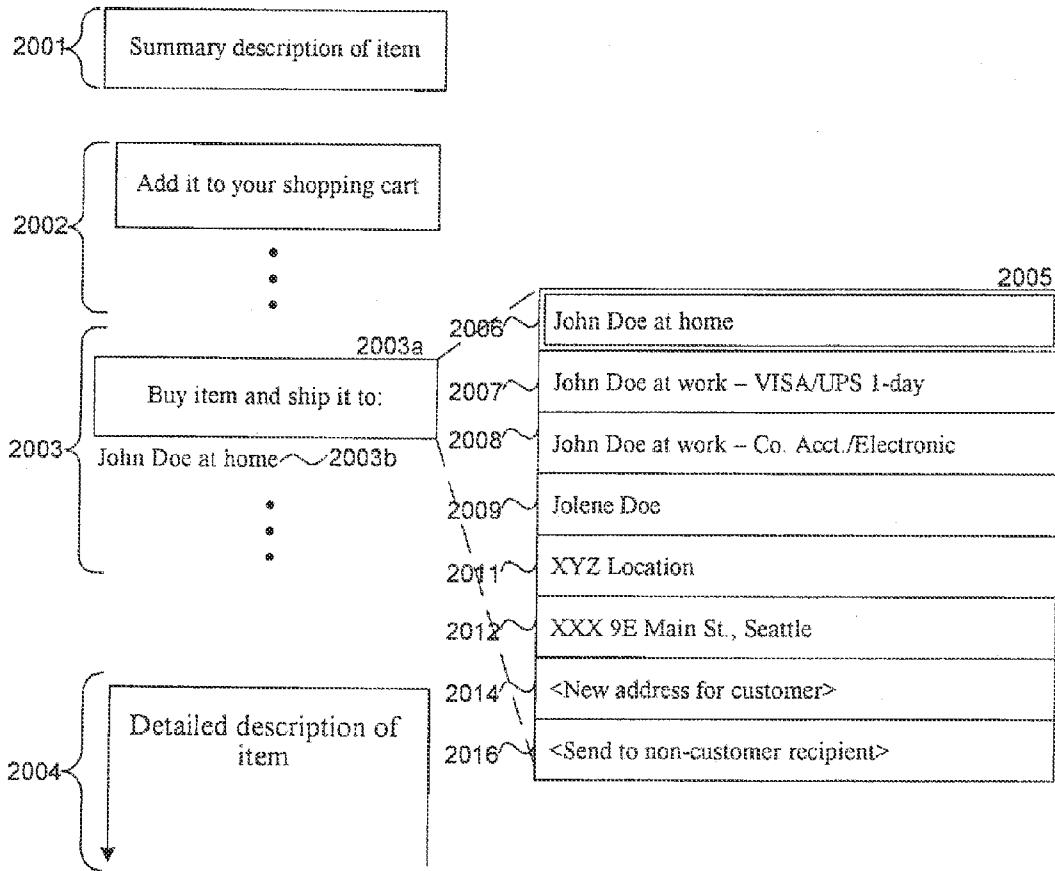 2001
Summary description of item
2002
Add it to your shopping cart
2003
2003a
Buy item and ship it to:
John Doe at home
2003b
2004
Detailed description of
item
2005
2006
John Doe at home
2007
John Doe at work – VISA/UPS 1-day
2008
John Doe at work – Co. Acct./Electronic
2009
Jolene Doe
2011
XYZ Location
2012
XXX 9E Main St., Seattle
2014
<New address for customer>
2016
<Send to non-customer recipient>